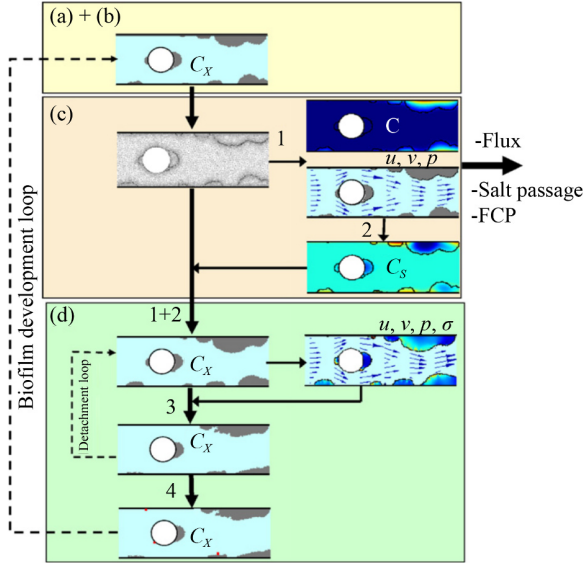 (a) + (b)
C_X
(c)
1
C
u, v, p
-Flux
-Salt passage
-FCP
2
C_S
1+2
(d)
u, v, p, σ
C_X
3
C_X
4
C_X
Detachment loop
Biofilm development loop